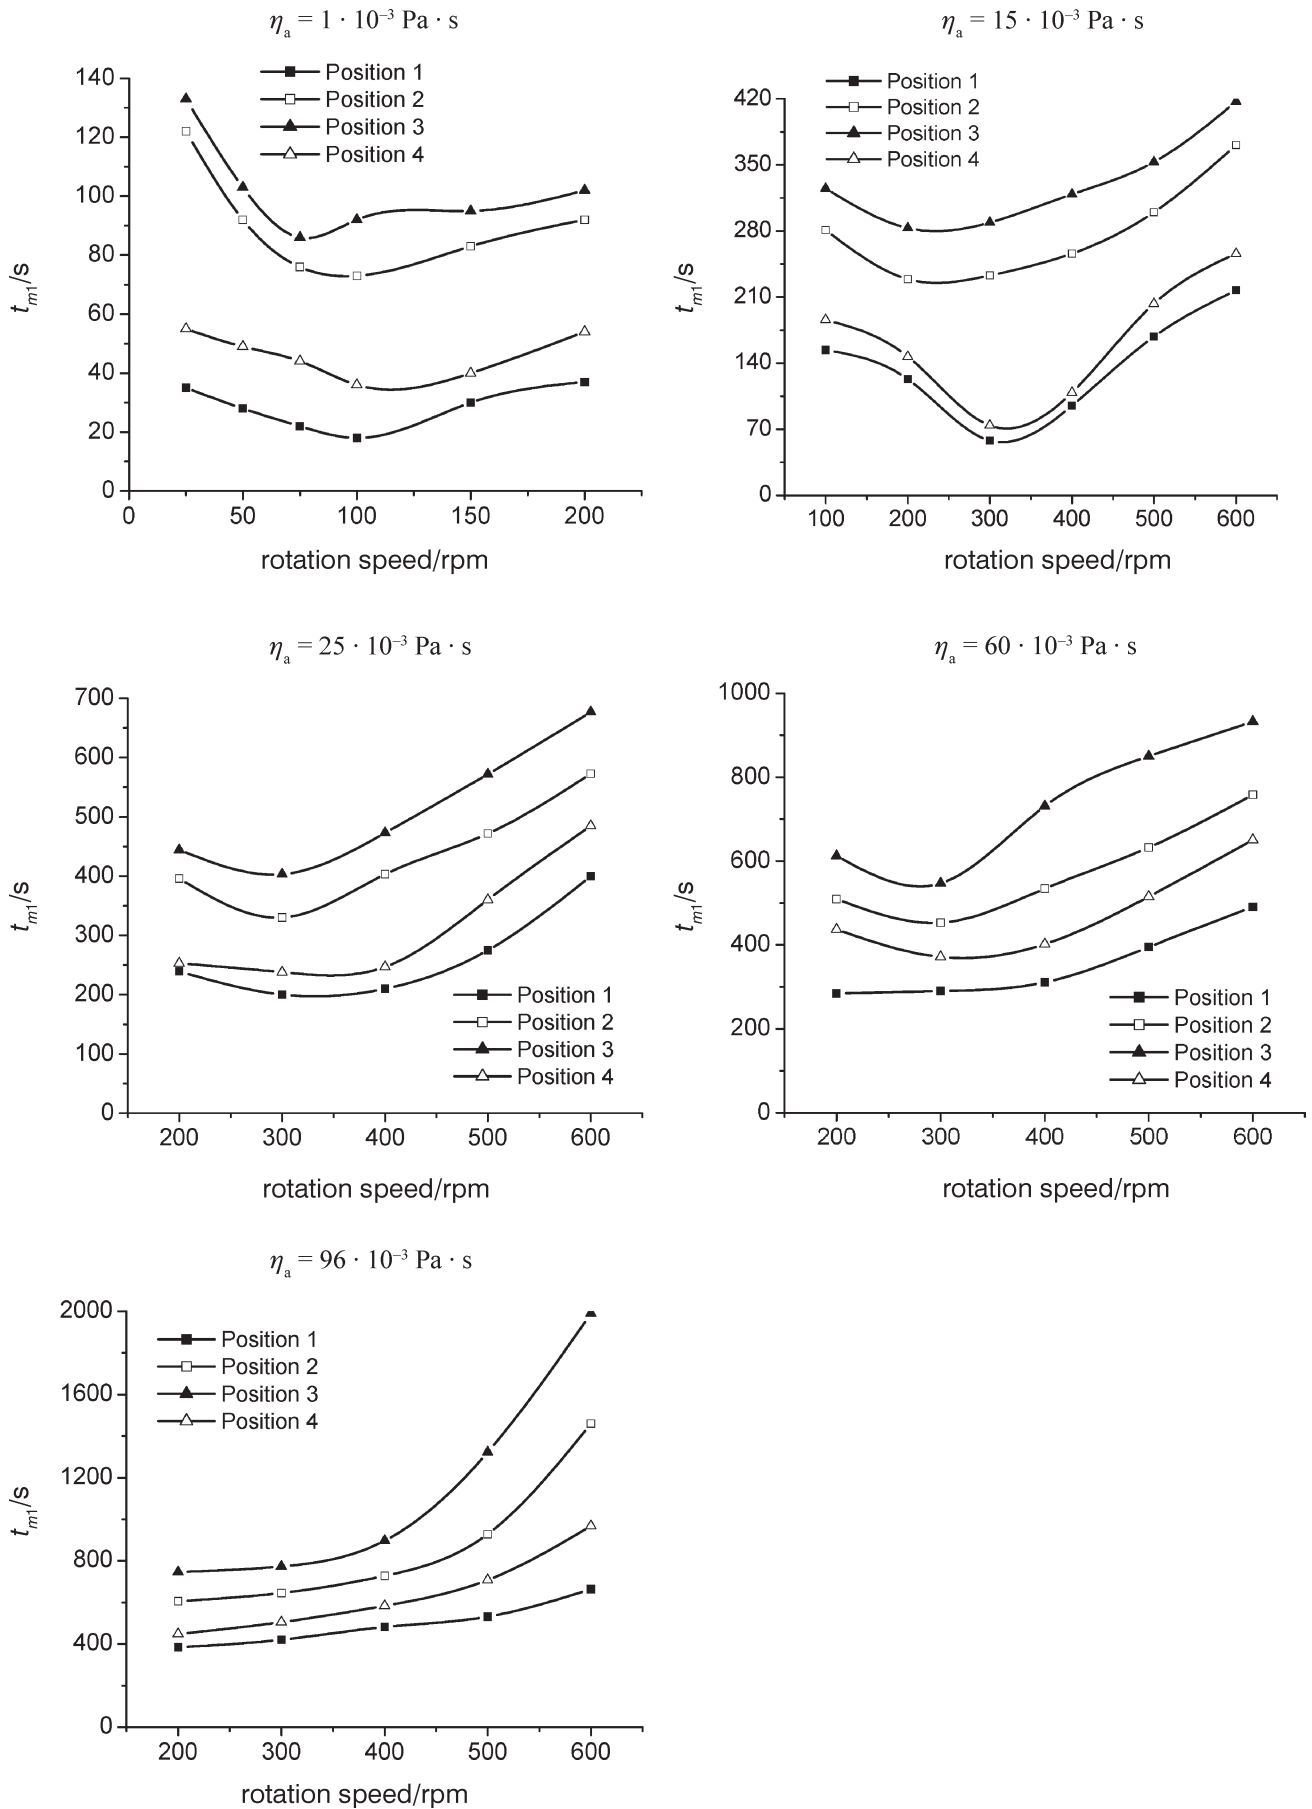 ηa = 1 · 10–3 Pa · s
Position 1
Position 2
Position 3
Position 4
140
120
100
80
60
40
20
0
tm1/s
0 50 100 150 200
rotation speed/rpm
ηa = 15 · 10–3 Pa · s
Position 1
Position 2
Position 3
Position 4
420
350
280
210
140
70
0
tm1/s
100 200 300 400 500 600
rotation speed/rpm
ηa = 25 · 10–3 Pa · s
700
600
500
400
300
200
100
0
tm1/s
Position 1
Position 2
Position 3
Position 4
200 300 400 500 600
rotation speed/rpm
ηa = 60 · 10–3 Pa · s
1000
800
600
400
200
0
tm1/s
Position 1
Position 2
Position 3
Position 4
200 300 400 500 600
rotation speed/rpm
ηa = 96 · 10–3 Pa · s
2000
1600
1200
800
400
0
tm1/s
Position 1
Position 2
Position 3
Position 4
200 300 400 500 600
rotation speed/rpm